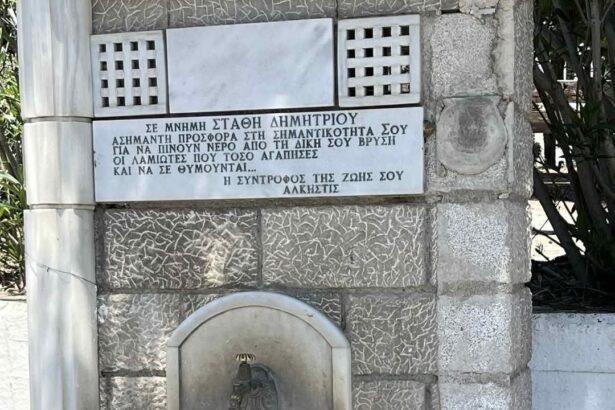 ΣΕ ΜΝΗΜΗ ΣΤΑΘΗ ΔΗΜΗΤΡΙΟΥ
ΑΣΗΜΑΝΤΗ ΠΡΟΣΦΟΡΑ ΣΤΗ ΣΗΜΑΝΤΙΚΟΤΗΤΑ ΣΟΥ
ΓΙΑ ΝΑ ΠΙΝΟΥΝ ΝΕΡΟ ΑΠΟ ΤΗ ΔΙΚΗ ΣΟΥ ΒΡΥΣΗ
ΟΙ ΛΑΜΙΩΤΕΣ ΠΟΥ ΤΟΣΟ ΑΓΑΠΗΣΕΣ
ΚΑΙ ΝΑ ΣΕ ΘΥΜΟΥΝΤΑΙ...
Η ΣΥΝΤΡΟΦΟΣ ΤΗΣ ΖΩΗΣ ΣΟΥ
ΑΛΚΗΣΤΙΣ